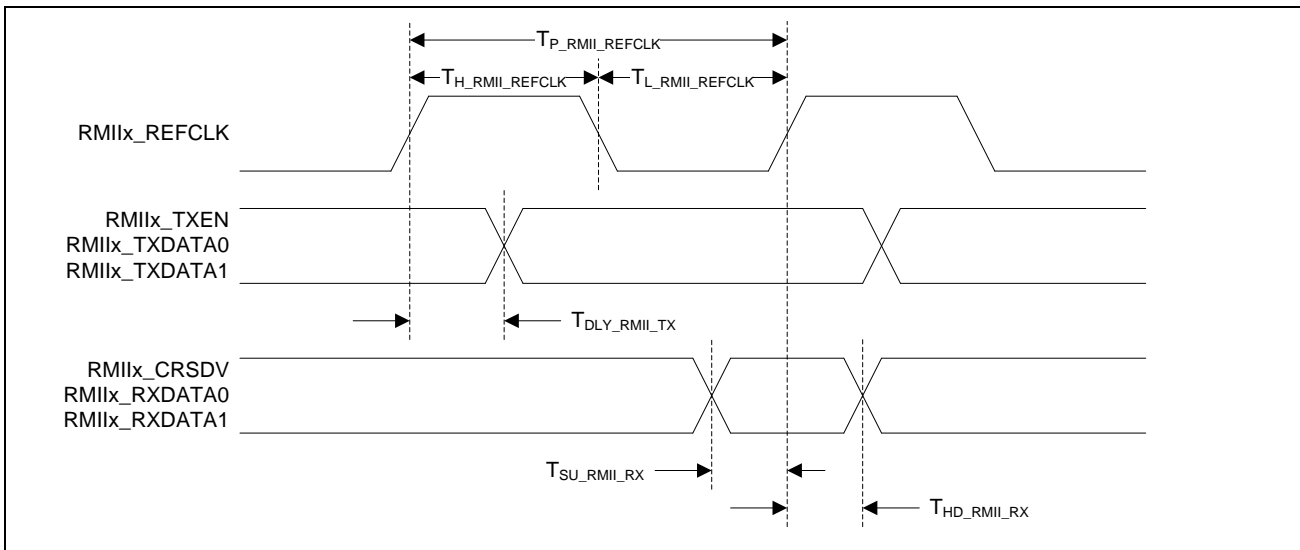 T_P_RMII_REFCLK
T_H_RMII_REFCLK T_L_RMII_REFCLK
RMIIx_REFCLK
RMIIx_TXEN
RMIIx_TXDATA0
RMIIx_TXDATA1
T_DLY_RMII_TX
RMIIx_CRSDV
RMIIx_RXDATA0
RMIIx_RXDATA1
T_SU_RMII_RX
T_HD_RMII_RX